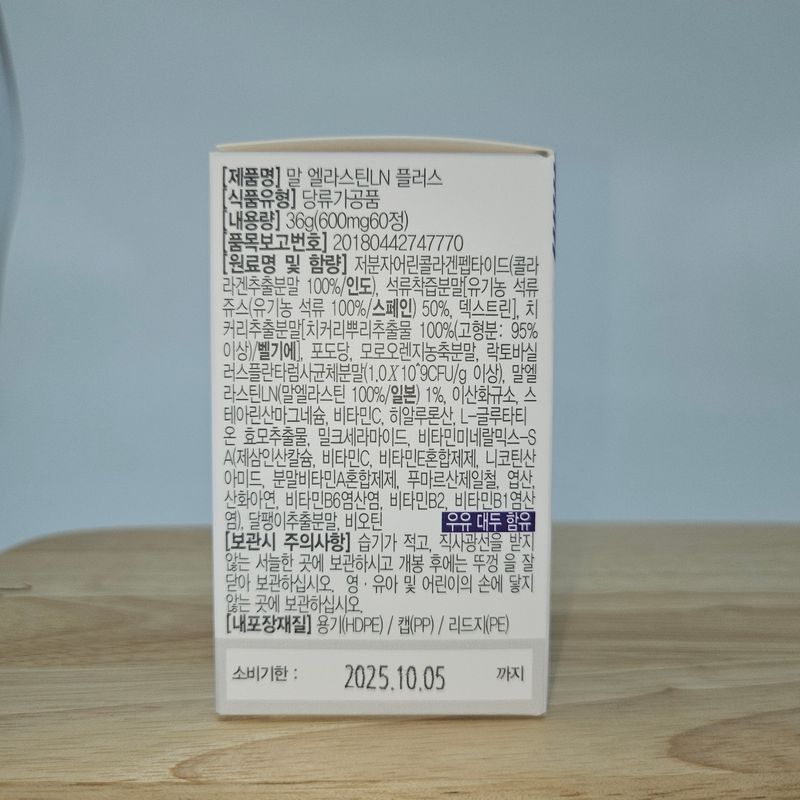 [제품명] 말 엘라스틴LN 플러스
[식품유형] 당류가공품
[내용량] 36g(600mg60정)
[품목보고번호] 20180442747770
[원료명 및 함량] 저분자어린콜라겐펩타이드(콜라
라겐추출분말 100%/인도), 석류착즙분말[유기농 석류
쥬스(유기농 석류 100%/스페인) 50%, 덱스트린], 치
커리추출분말[치커리뿌리추출물 100%(고형분: 95%
이상)/벨기에], 포도당, 모로오렌지농축분말, 락토바실
러스플란타럼사균체분말(1.0X10^9CFU/g 이상), 말엘
라스틴LN(말엘라스틴 100%/일본) 1%, 이산화규소, 스
테아린산마그네슘, 비타민C, 히알루론산, L-글루타티
온 효모추출물, 밀크세라마이드, 비타민미네랄믹스-S
A(제삼인산칼슘, 비타민C, 비타민E혼합제제, 니코틴산
아미드, 분말비타민A혼합제제, 푸마르산제일철, 엽산,
산화아연, 비타민B6염산염, 비타민B2, 비타민B1염산
염), 달팽이추출분말, 비오틴 우유 대두 함유
[보관시 주의사항] 습기가 적고, 직사광선을 받지
않는 서늘한 곳에 보관하시고 개봉 후에는 뚜껑 을 잘
닫아 보관하십시오. 영·유아 및 어린이의 손에 닿지
않는 곳에 보관하십시오.
[내포장재질] 용기(HDPE) / 캡(PP) / 리드지(PE)
소비기한 : 2025.10.05 까지